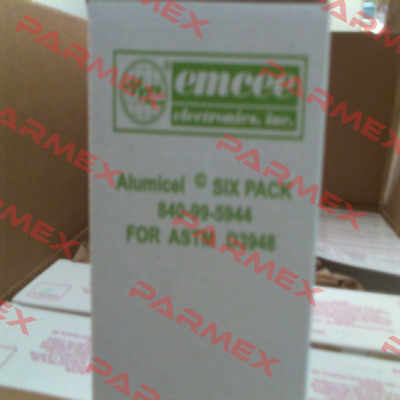 emcee
electronics, inc.
Alumicel © SIX PACK
840-99-5944
FOR ASTM D3948
PARMEX
PARMEX
PARMEX
PARMEX
PARMEX
PARMEX
PARMEX